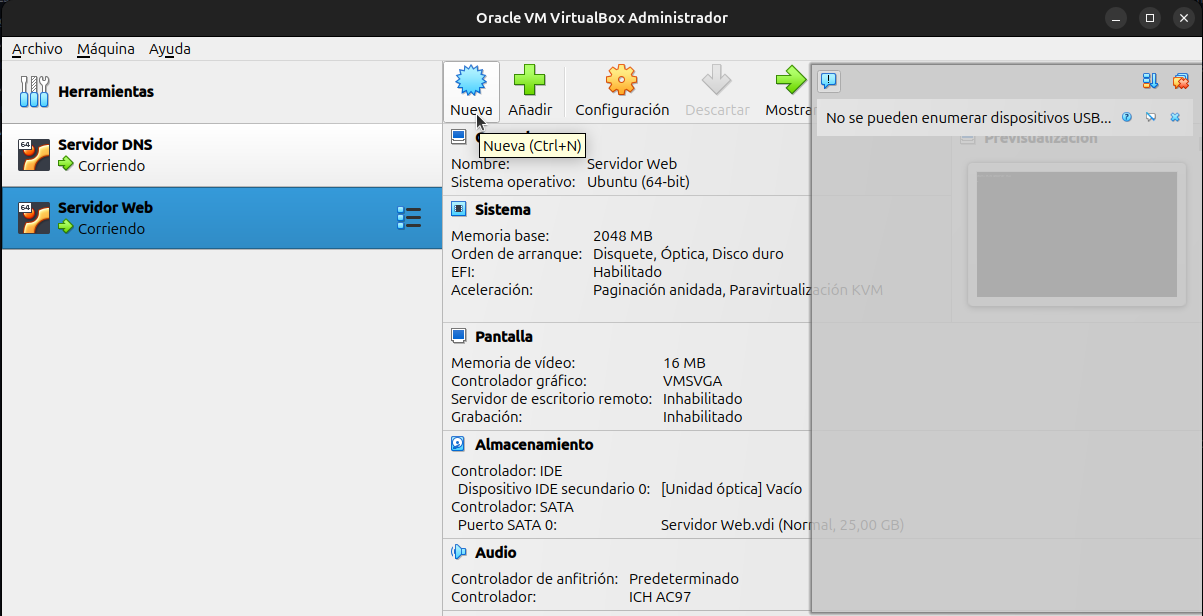 Oracle VM VirtualBox Administrador
Archivo Máquina Ayuda
Herramientas
Nueva Añadir Configuración Descartar Mostrar
No se pueden enumerar dispositivos USB...
Nueva (Ctrl+N)
Previsualización
64 Servidor DNS
Corriendo
64 Servidor Web
Corriendo
Nombre: Servidor Web
Sistema operativo: Ubuntu (64-bit)
Sistema
Memoria base: 2048 MB
Orden de arranque: Disquete, Óptica, Disco duro
EFI: Habilitado
Aceleración: Paginación anidada, Paravirtualización KVM
Pantalla
Memoria de vídeo: 16 MB
Controlador gráfico: VMSVGA
Servidor de escritorio remoto: Inhabilitado
Grabación: Inhabilitado
Almacenamiento
Controlador: IDE
Dispositivo IDE secundario 0: [Unidad óptica] Vacío
Controlador: SATA
Puerto SATA 0: Servidor Web.vdi (Normal, 25,00 GB)
Audio
Controlador de anfitrión: Predeterminado
Controlador: ICH AC97